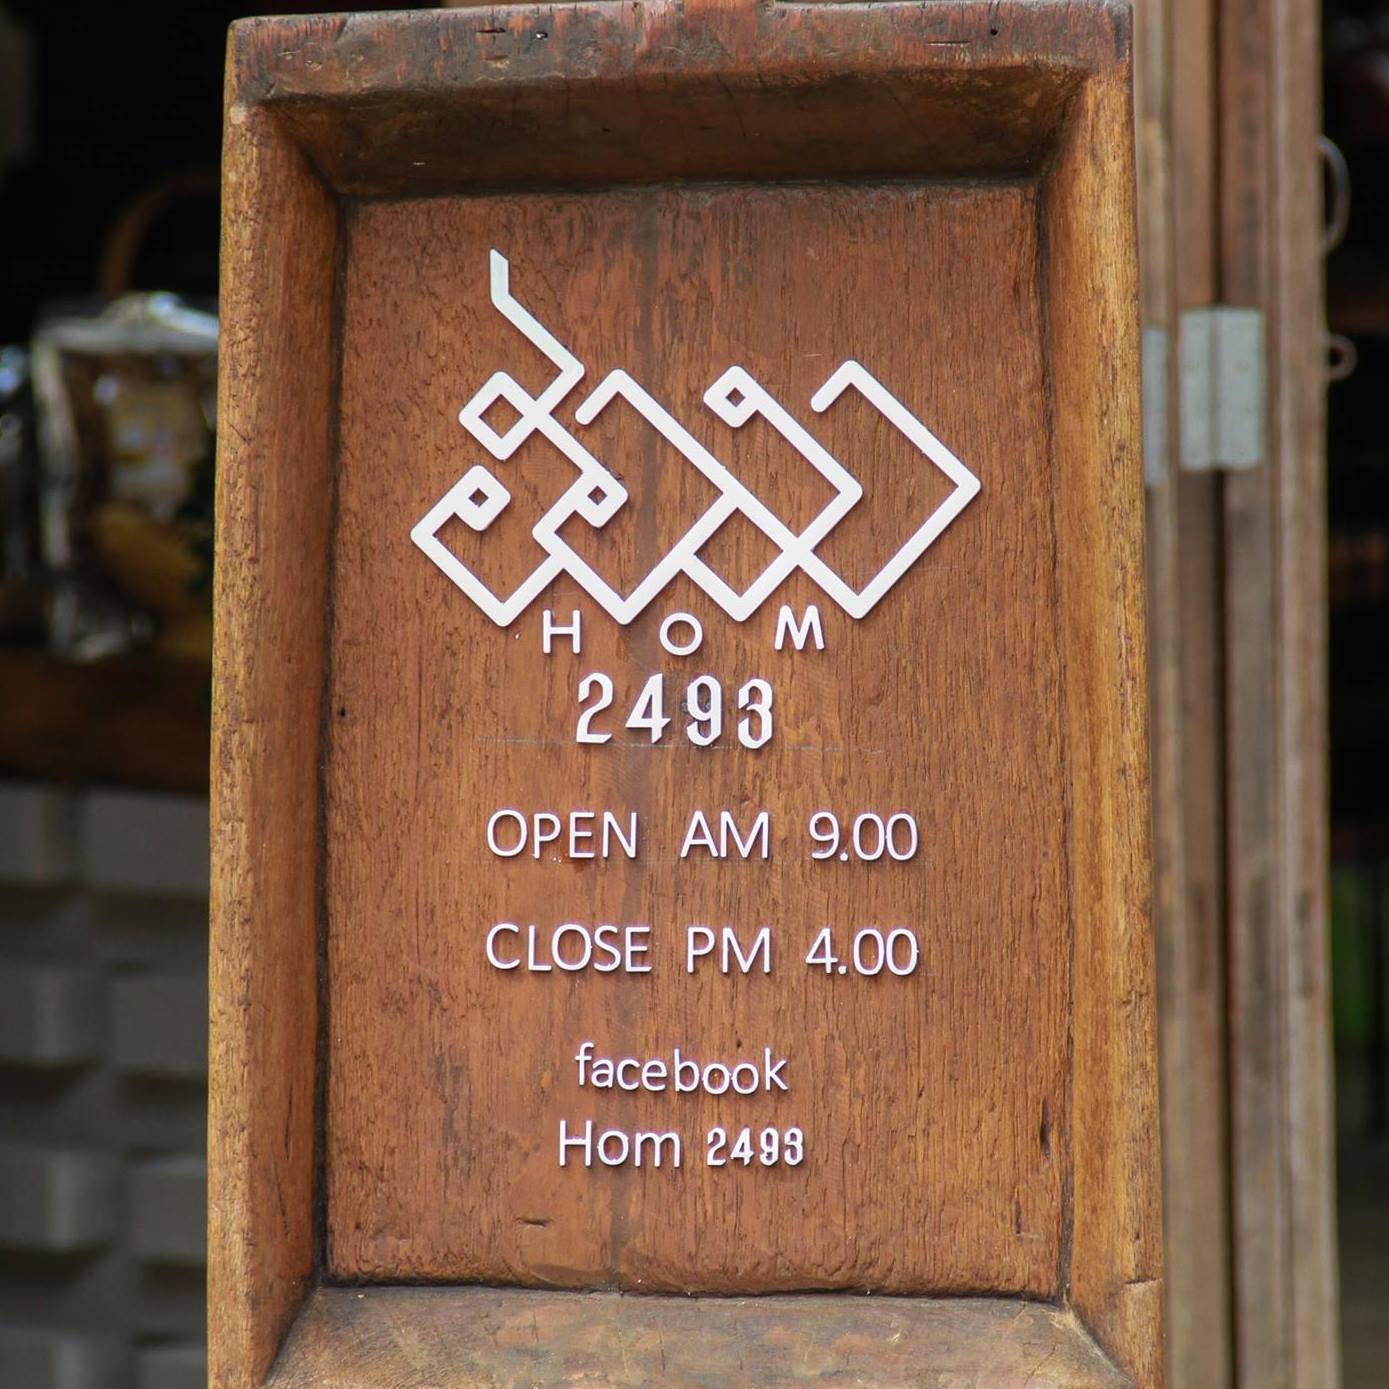 HOM
2493
OPEN AM 9.00
CLOSE PM 4.00
facebook
Hom 2493